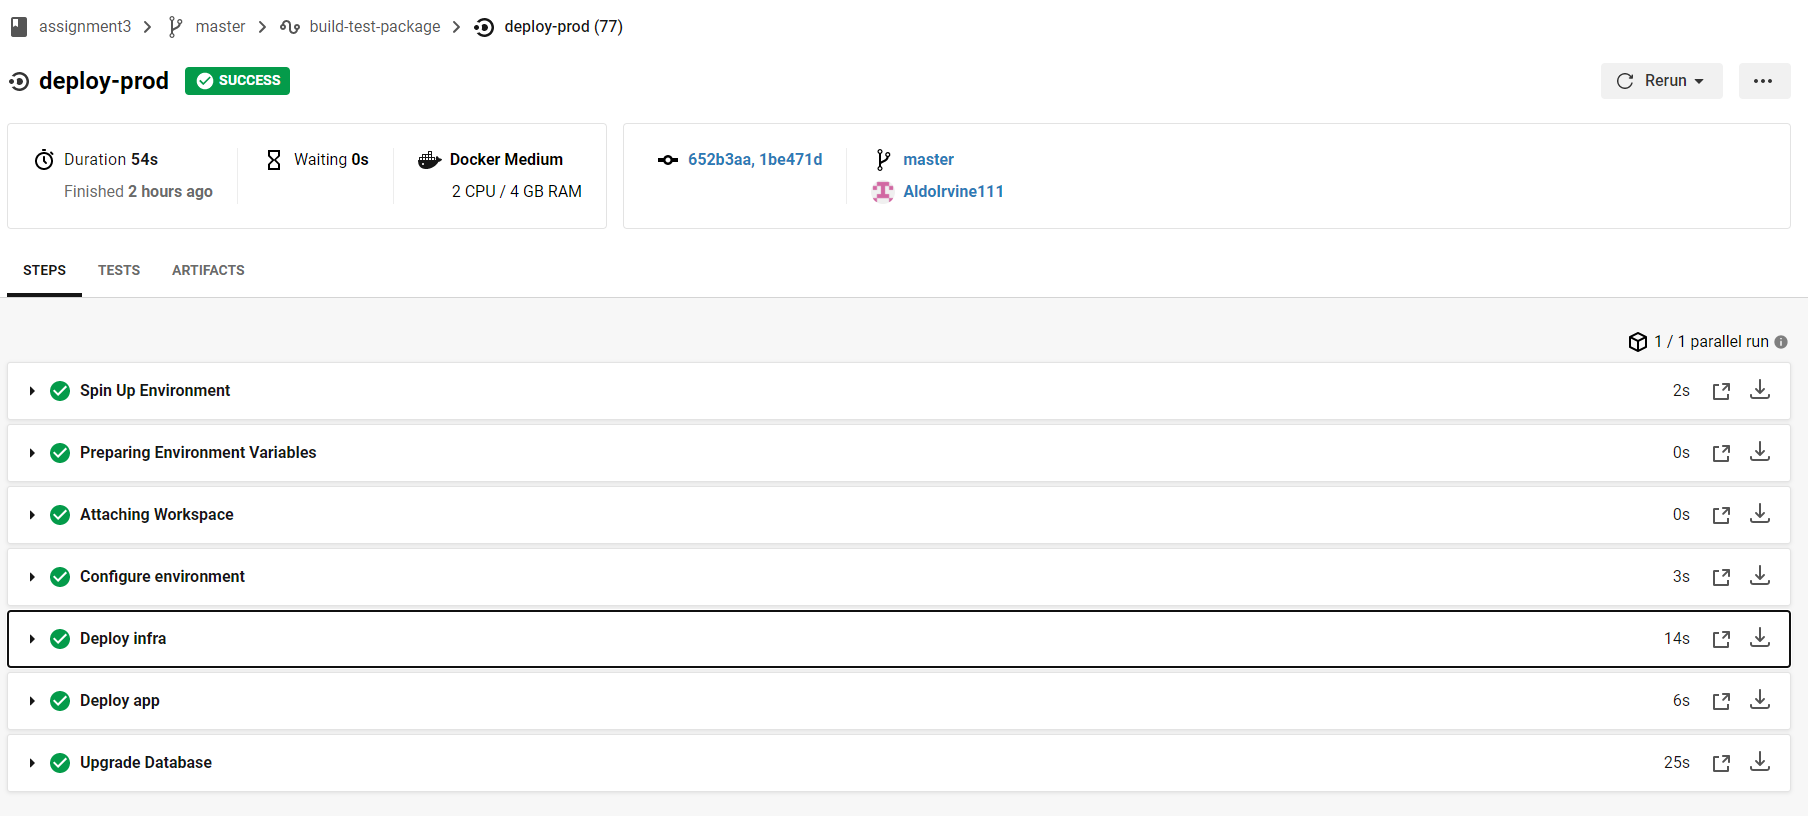 assignment3 master build-test-package deploy-prod (77)
deploy-prod SUCCESS Rerun
Duration 54s Waiting 0s Docker Medium 652b3aa, 1be471d master
Finished 2 hours ago 2 CPU / 4 GB RAM AldoIrvine111
STEPS TESTS ARTIFACTS
1 / 1 parallel run
Spin Up Environment 2s
Preparing Environment Variables 0s
Attaching Workspace 0s
Configure environment 3s
Deploy infra 14s
Deploy app 6s
Upgrade Database 25s